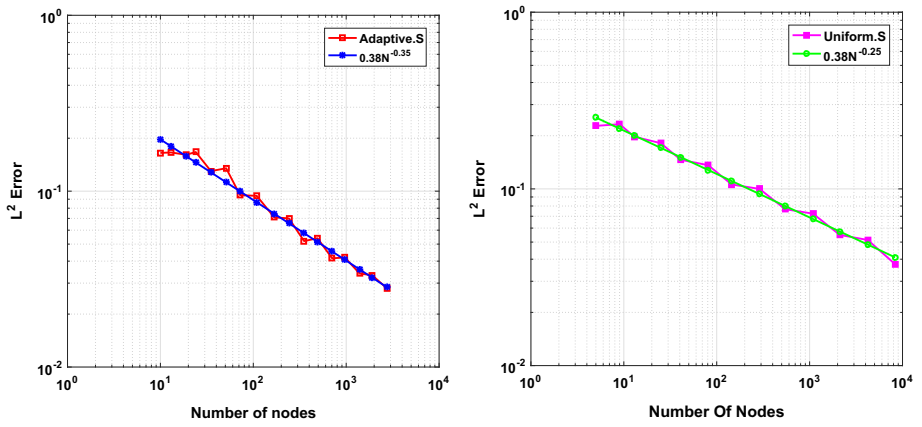 10^0
10^-1
10^-2
L^2 Error
10^0
10^1
10^2
10^3
10^4
Number of nodes
Adaptive.S
0.38N^-0.35
10^0
10^-1
10^-2
L^2 Error
10^0
10^1
10^2
10^3
10^4
Number Of Nodes
Uniform.S
0.38N^-0.25